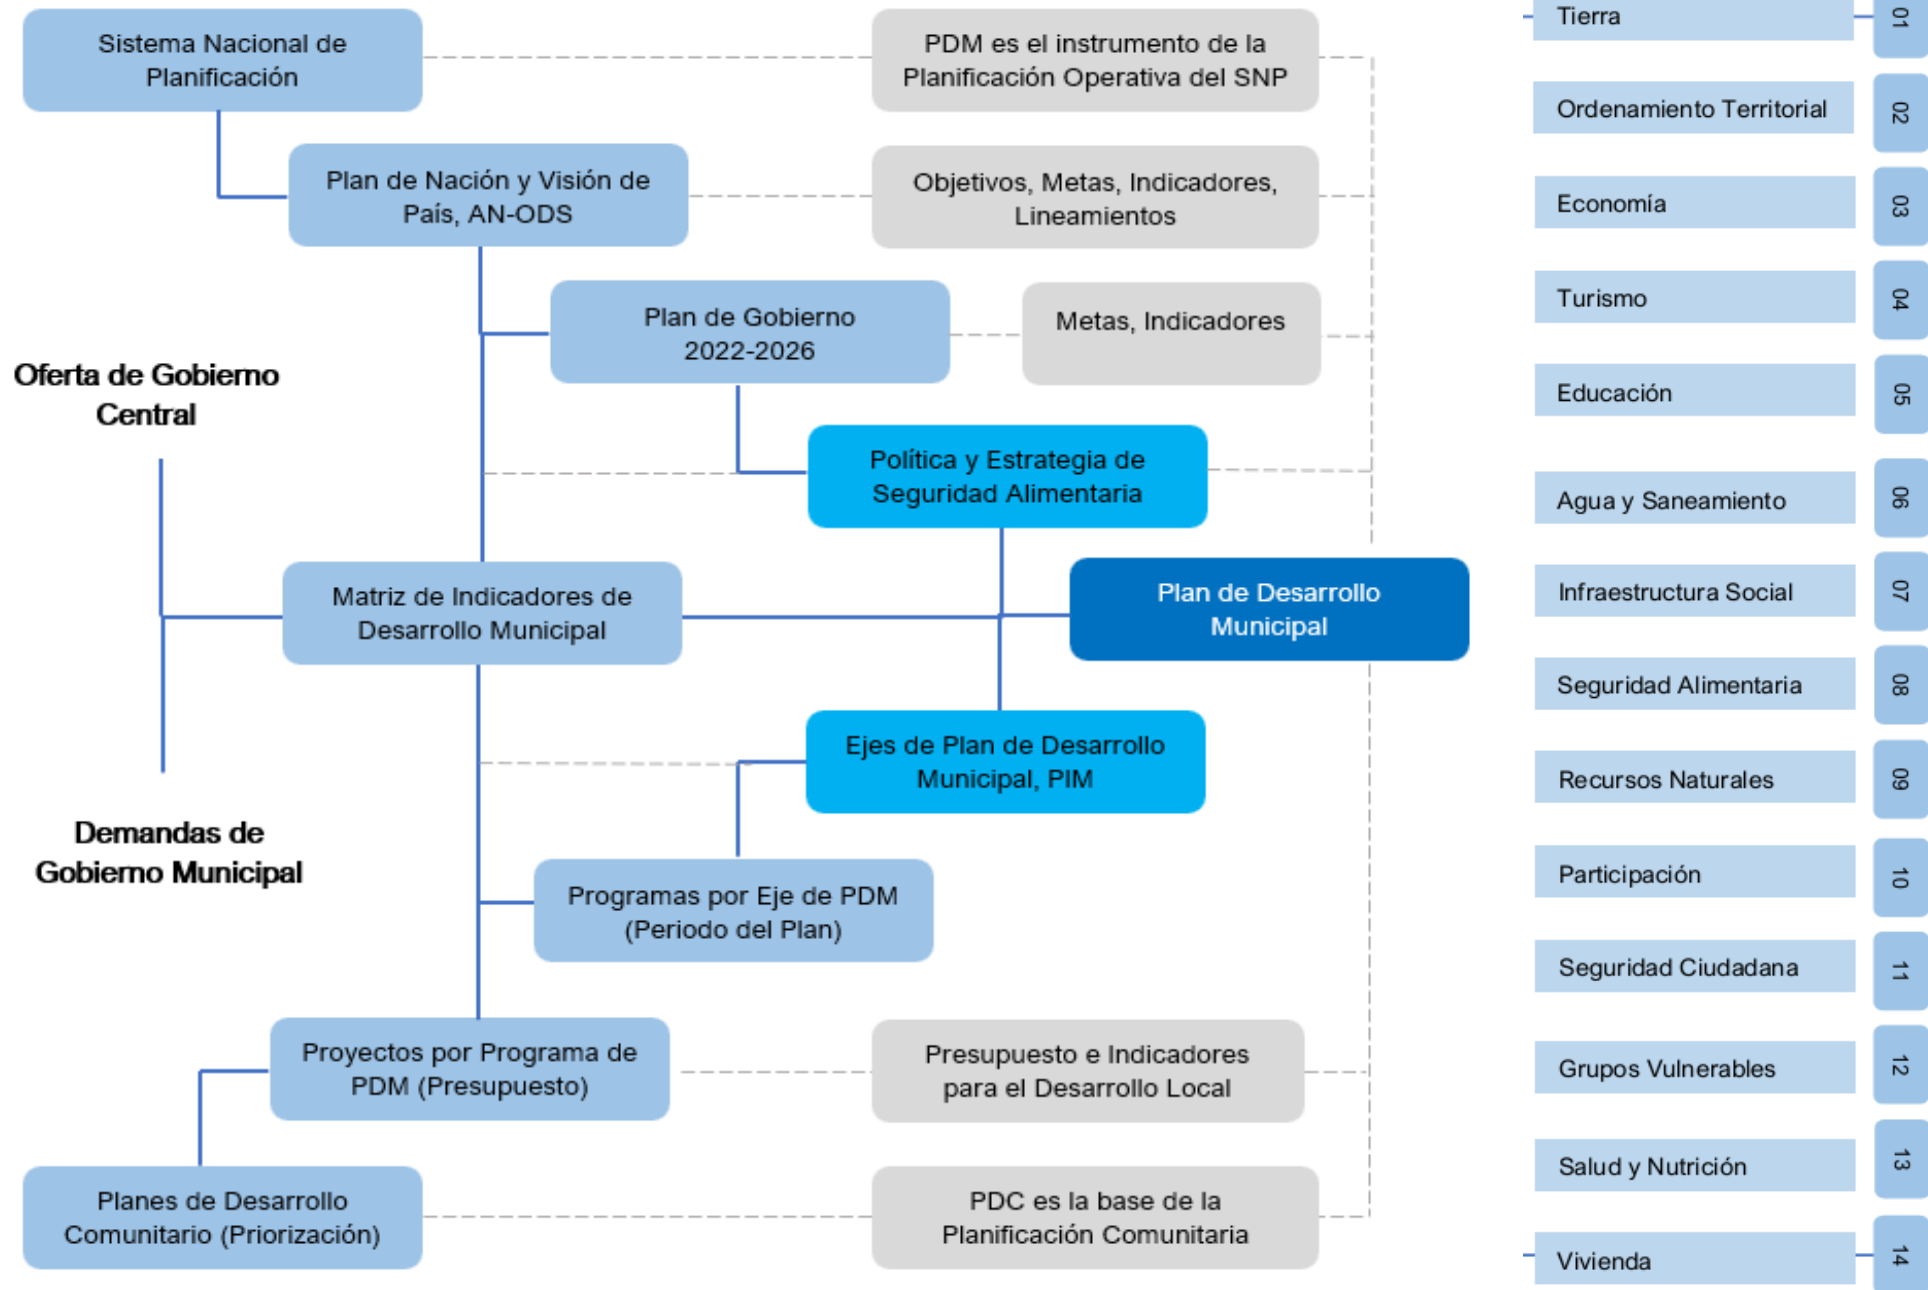 Sistema Nacional de
Planificación
PDM es el instrumento de la
Planificación Operativa del SNP
Plan de Nación y Visión de
País, AN-ODS
Objetivos, Metas, Indicadores,
Lineamientos
Plan de Gobierno
2022-2026
Metas, Indicadores
Oferta de Gobierno
Central
Política y Estrategia de
Seguridad Alimentaria
Matriz de Indicadores de
Desarrollo Municipal
Plan de Desarrollo
Municipal
Ejes de Plan de Desarrollo
Municipal, PIM
Demandas de
Gobierno Municipal
Programas por Eje de PDM
(Periodo del Plan)
Proyectos por Programa de
PDM (Presupuesto)
Presupuesto e Indicadores
para el Desarrollo Local
Planes de Desarrollo
Comunitario (Priorización)
PDC es la base de la
Planificación Comunitaria
Tierra 01
Ordenamiento Territorial 02
Economía 03
Turismo 04
Educación 05
Agua y Saneamiento 06
Infraestructura Social 07
Seguridad Alimentaria 08
Recursos Naturales 09
Participación 10
Seguridad Ciudadana 11
Grupos Vulnerables 12
Salud y Nutrición 13
Vivienda 14